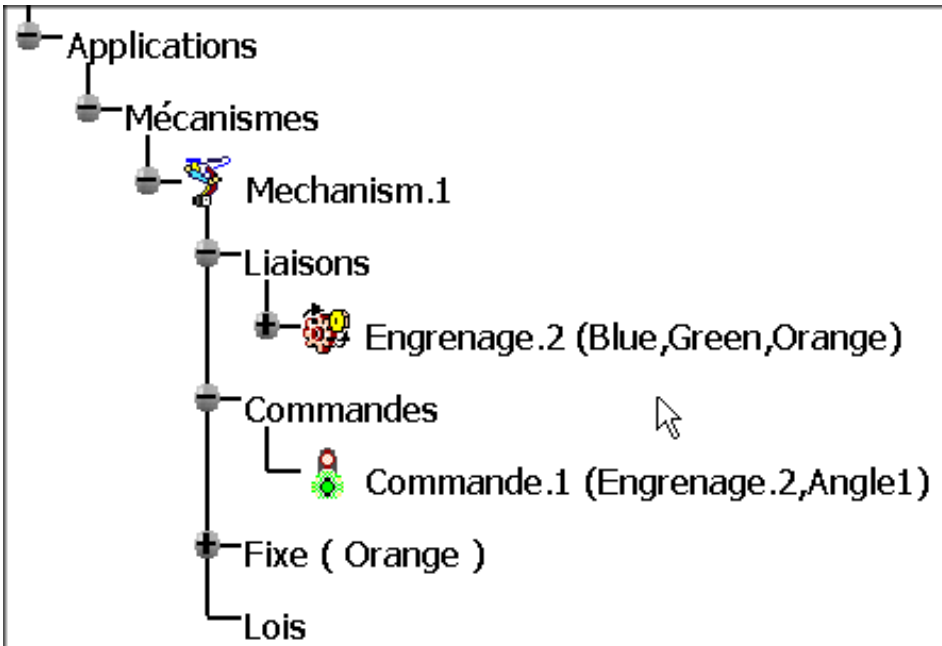 Applications
Mécanismes
Mechanism.1
Liaisons
Engrenage.2 (Blue,Green,Orange)
Commandes
Commande.1 (Engrenage.2,Angle1)
Fixe ( Orange )
Lois